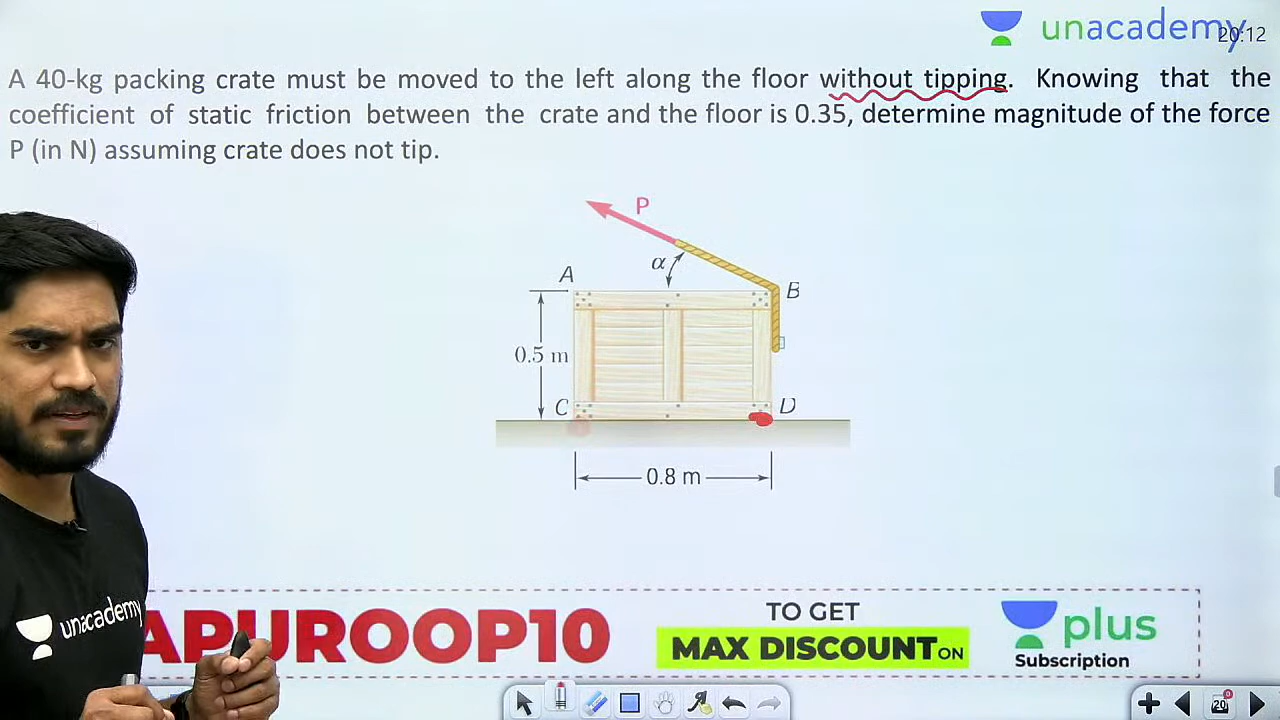 unacademy
20:12
A 40-kg packing crate must be moved to the left along the floor without tipping. Knowing that the
coefficient of static friction between the crate and the floor is 0.35, determine magnitude of the force
P (in N) assuming crate does not tip.
P
α
A
B
0.5 m
C
D
0.8 m
unacademy
APUROOP10
TO GET
MAX DISCOUNT ON
plus
Subscription
20
0